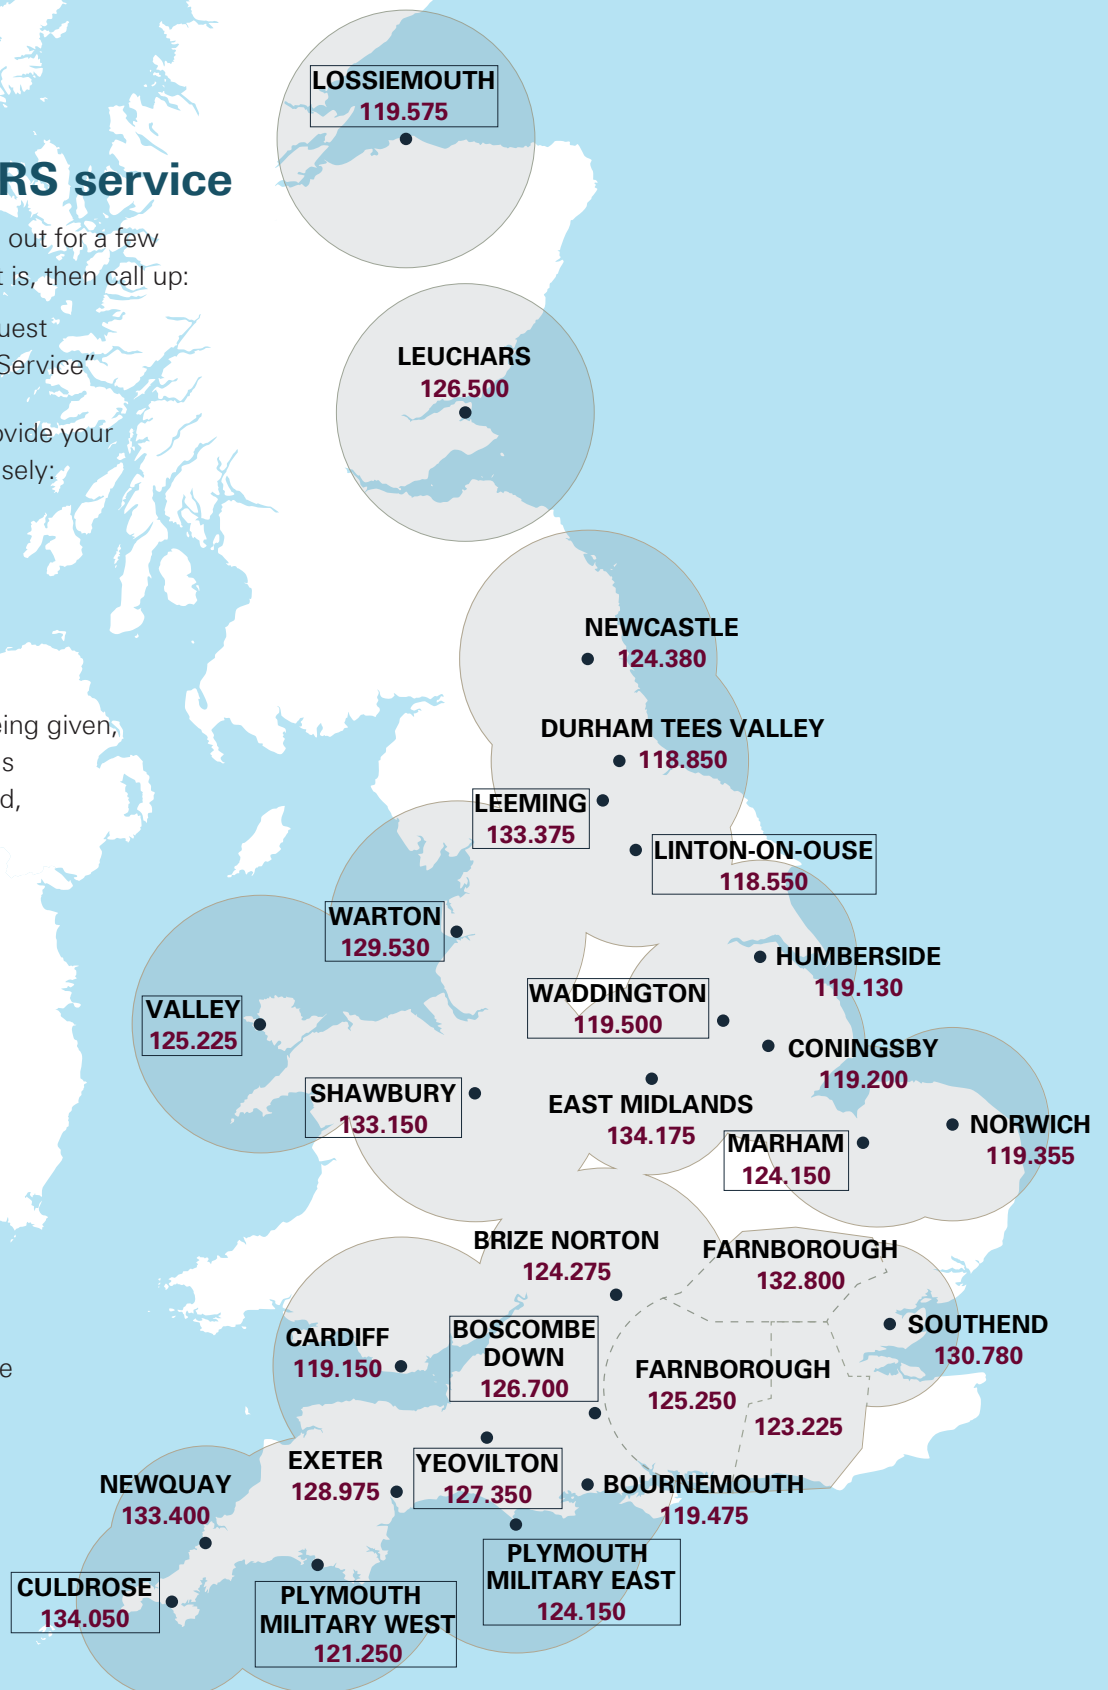 LOSSIEMOUTH
119.575
RS service
out for a few
is, then call up:
uest
Service”
LEUCHARS
126.500
ovide your
sely:
NEWCASTLE
124.380
eing given,
s
d,
DURHAM TEES VALLEY
118.850
LEEMING
133.375
LINTON-ON-OUSE
118.550
WARTON
129.530
HUMBERSIDE
119.130
WADDINGTON
119.500
VALLEY
125.225
CONINGSBY
119.200
SHAWBURY
133.150
EAST MIDLANDS
134.175
MARHAM
124.150
NORWICH
119.355
BRIZE NORTON
124.275
FARNBOROUGH
132.800
SOUTHEND
130.780
CARDIFF
119.150
BOSCOMBE
DOWN
126.700
e
FARNBOROUGH
125.250
123.225
EXETER
128.975
YEOVILTON
127.350
BOURNEMOUTH
119.475
NEWQUAY
133.400
PLYMOUTH
MILITARY EAST
124.150
CULDROSE
134.050
PLYMOUTH
MILITARY WEST
121.250